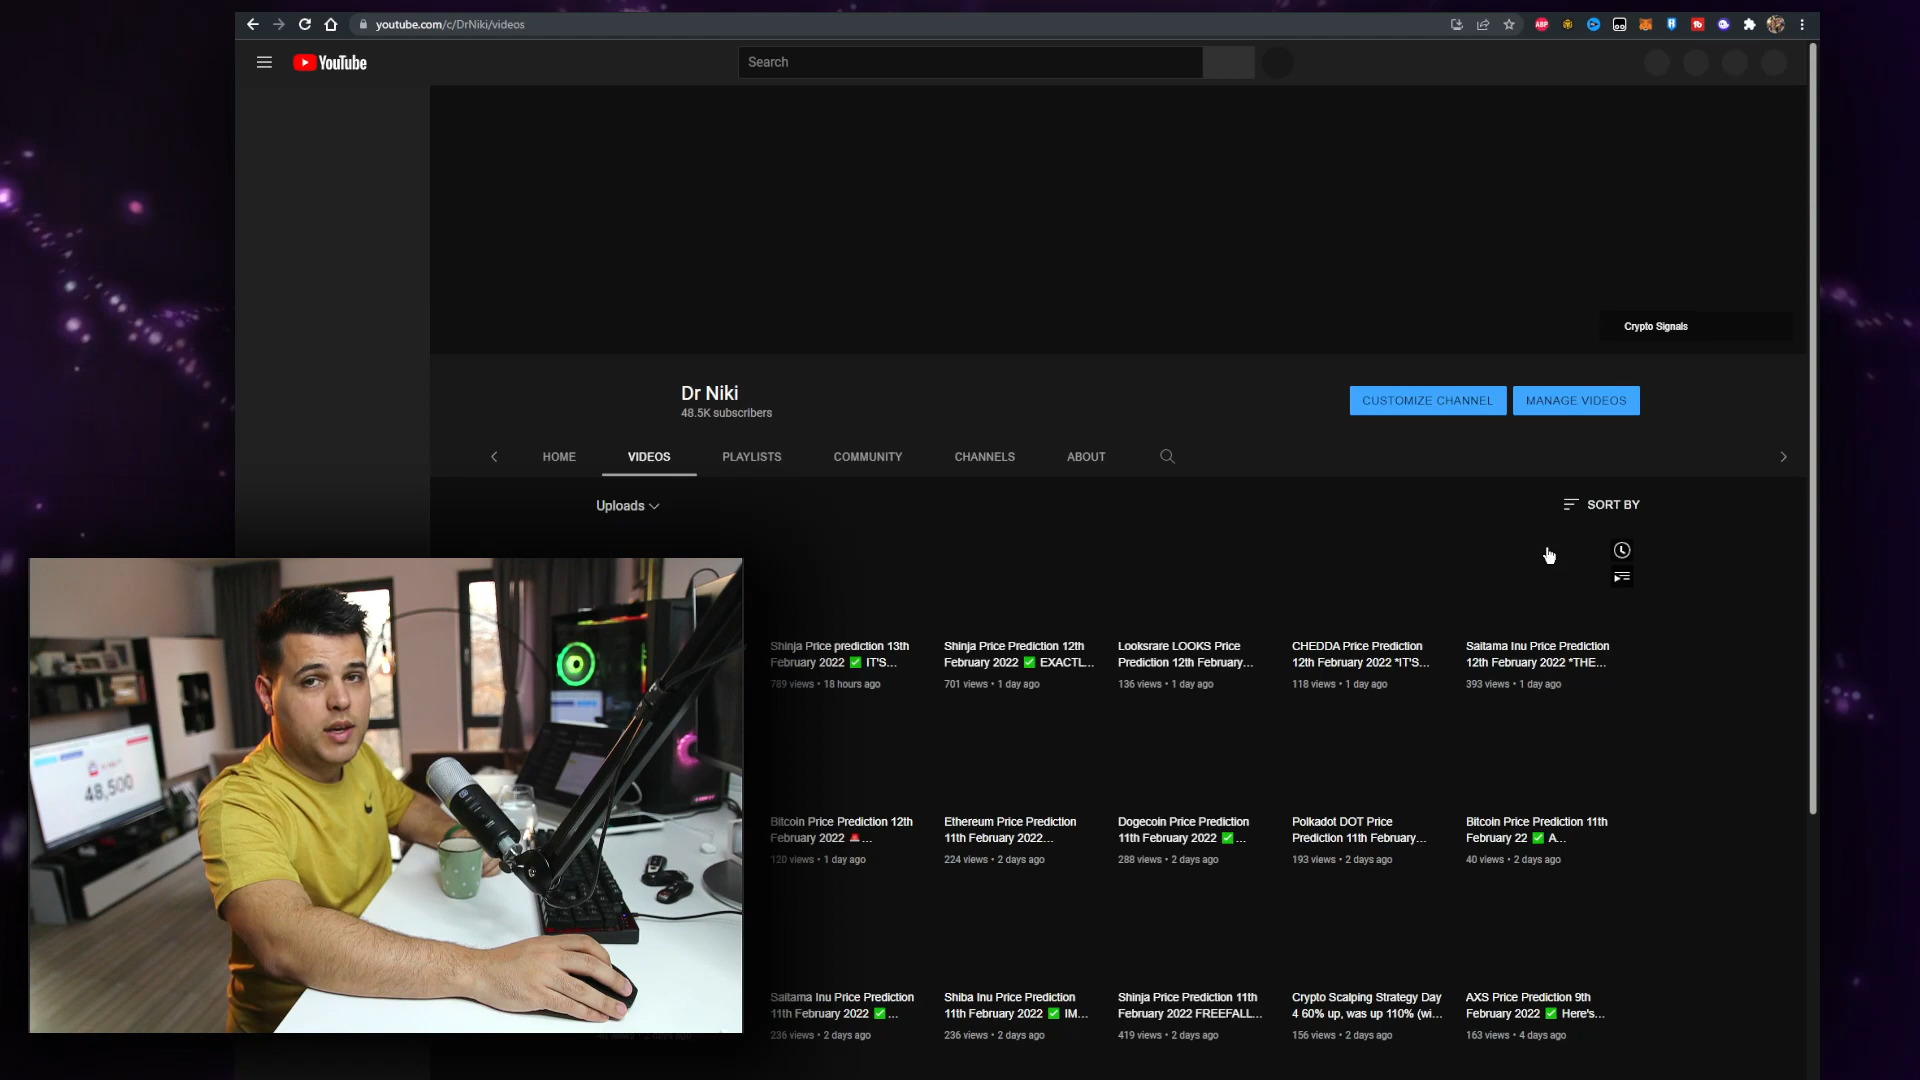 youtube.com/c/DrNiki/videos
ABP
YouTube
Search
Crypto Signals
Dr Niki
48.5K subscribers
CUSTOMIZE CHANNEL
MANAGE VIDEOS
HOME
VIDEOS
PLAYLISTS
COMMUNITY
CHANNELS
ABOUT
Uploads
SORT BY
Shinja Price prediction 13th
February 2022 ✅ IT'S...
789 views • 18 hours ago
Shinja Price Prediction 12th
February 2022 ✅ EXACTL...
701 views • 1 day ago
Looksrare LOOKS Price
Prediction 12th February...
136 views • 1 day ago
CHEDDA Price Prediction
12th February 2022 *IT'S...
118 views • 1 day ago
Saitama Inu Price Prediction
12th February 2022 *THE...
393 views • 1 day ago
Bitcoin Price Prediction 12th
February 2022 🚨...
120 views • 1 day ago
Ethereum Price Prediction
11th February 2022...
224 views • 2 days ago
Dogecoin Price Prediction
11th February 2022 ✅ ...
288 views • 2 days ago
Polkadot DOT Price
Prediction 11th February...
193 views • 2 days ago
Bitcoin Price Prediction 11th
February 22 ✅ A...
40 views • 2 days ago
Saitama Inu Price Prediction
11th February 2022 ✅...
236 views • 2 days ago
Shiba Inu Price Prediction
11th February 2022 ✅ IM...
236 views • 2 days ago
Shinja Price Prediction 11th
February 2022 FREEFALL...
419 views • 2 days ago
Crypto Scalping Strategy Day
4 60% up, was up 110% (wi...
156 views • 2 days ago
AXS Price Prediction 9th
February 2022 ✅ Here's...
163 views • 4 days ago
48,500